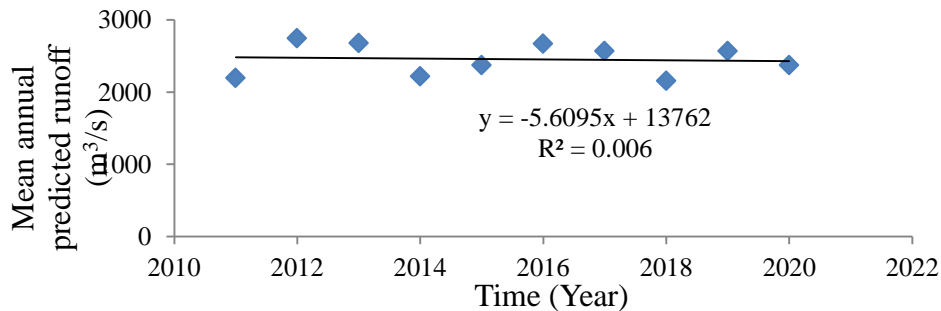 Mean annual
predicted runoff
(m³/s)
3000
2000
1000
0
y = -5.6095x + 13762
R² = 0.006
2010 2012 2014 2016 2018 2020 2022
Time (Year)